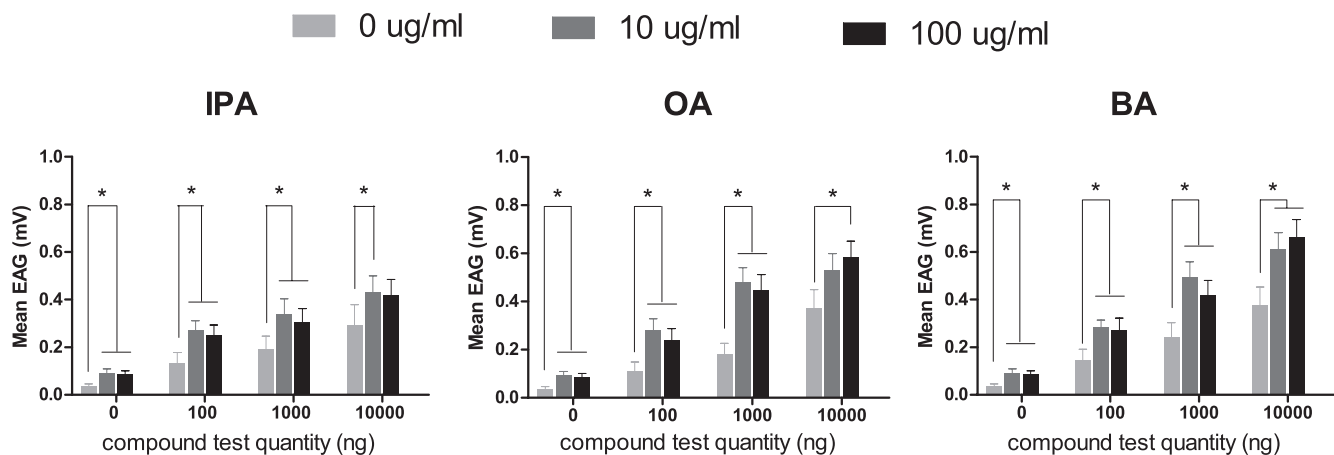 0 ug/ml 10 ug/ml 100 ug/ml
IPA
Mean EAG (mV)
1.0
0.8
0.6
0.4
0.2
0.0
* * * *
0 100 1000 10000
compound test quantity (ng)
OA
Mean EAG (mV)
1.0
0.8
0.6
0.4
0.2
0.0
* * * *
0 100 1000 10000
compound test quantity (ng)
BA
Mean EAG (mV)
1.0
0.8
0.6
0.4
0.2
0.0
* * * *
0 100 1000 10000
compound test quantity (ng)